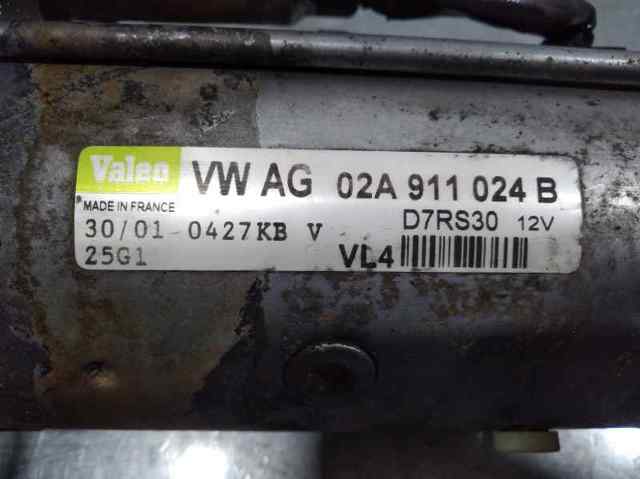 Valeo VW AG 02A 911 024 B
MADE IN FRANCE D7RS30 12V
30/01 0427KB V
25G1 VL4